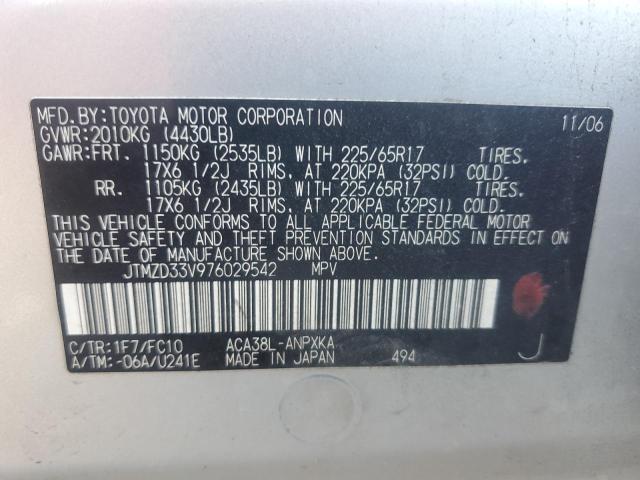 MFD.BY:TOYOTA MOTOR CORPORATION 11/06
GVWR:2010KG (4430LB)
GAWR:FRT. 1150KG (2535LB) WITH 225/65R17 TIRES.
17X6 1/2J RIMS, AT 220KPA (32PSI) COLD.
RR. 1105KG (2435LB) WITH 225/65R17 TIRES.
17X6 1/2J RIMS, AT 220KPA (32PSI) COLD.
THIS VEHICLE CONFORMS TO ALL APPLICABLE FEDERAL MOTOR
VEHICLE SAFETY AND THEFT PREVENTION STANDARDS IN EFFECT ON
THE DATE OF MANUFACTURE SHOWN ABOVE.
JTMZD33V976029542 MPV
C/TR:1F7/FC10 ACA38L-ANPXKA
A/TM:-06A/U241E MADE IN JAPAN 494
J